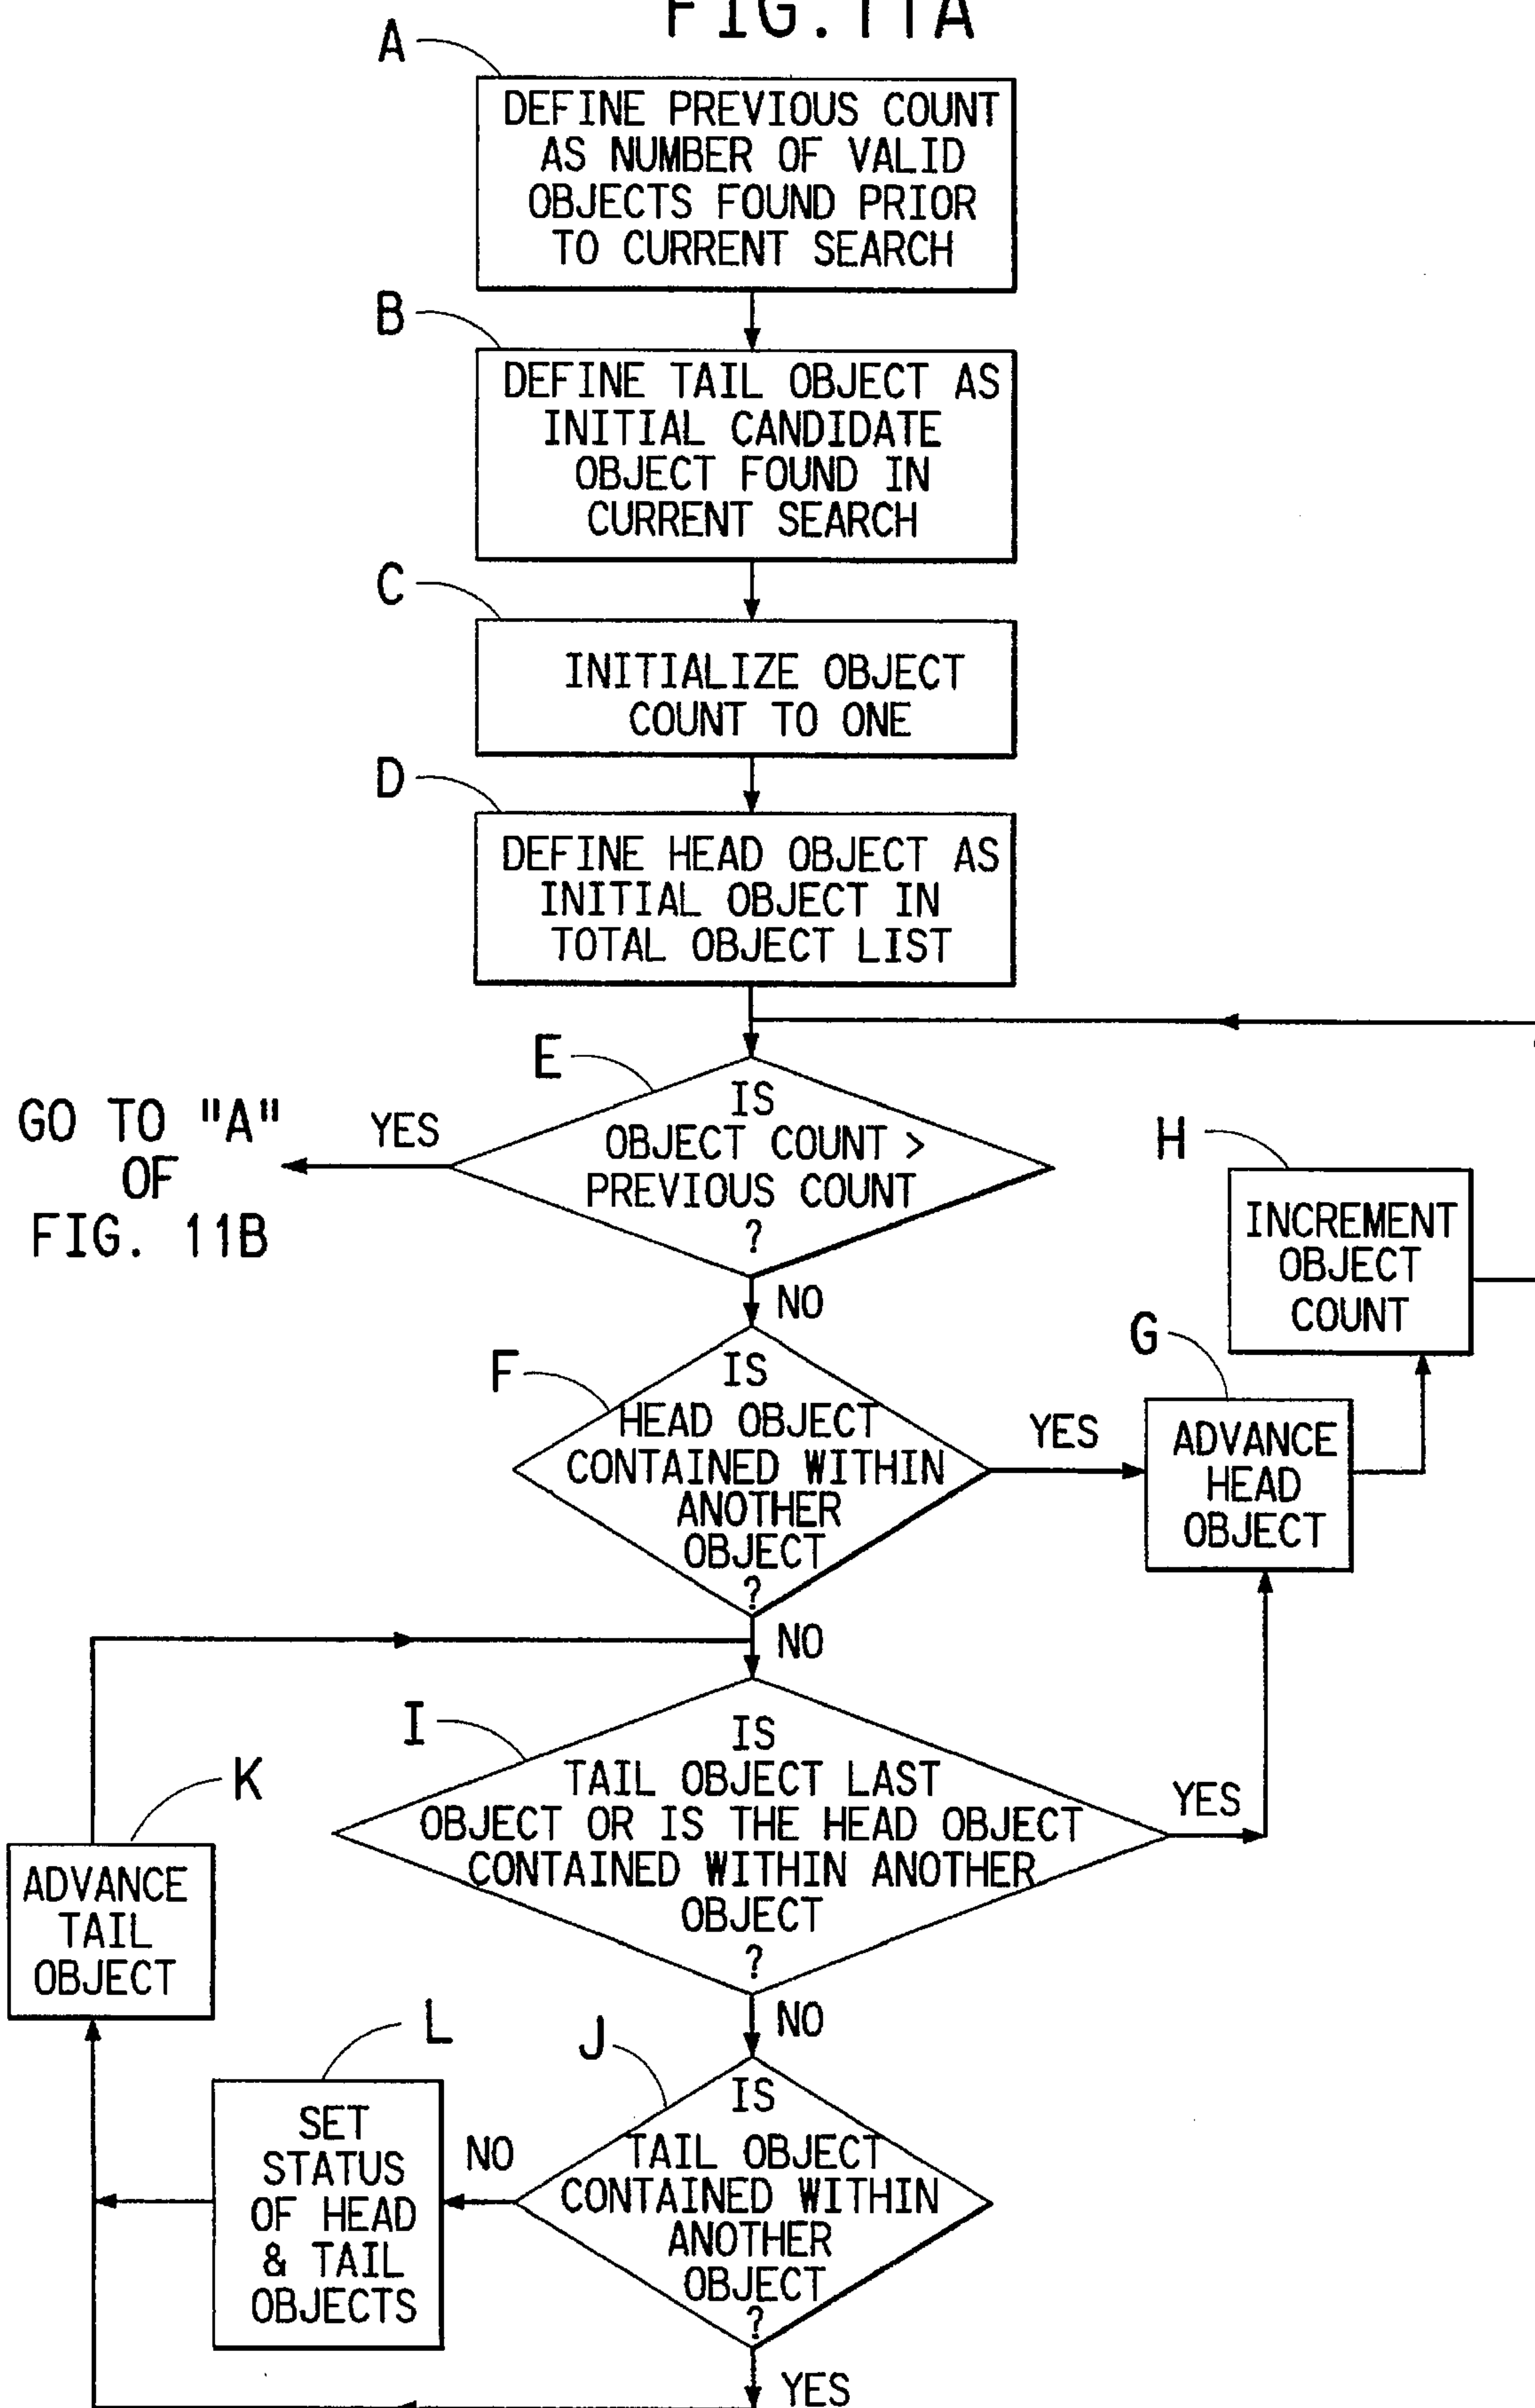 FIG. 11A
A
DEFINE PREVIOUS COUNT
AS NUMBER OF VALID
OBJECTS FOUND PRIOR
TO CURRENT SEARCH
B
DEFINE TAIL OBJECT AS
INITIAL CANDIDATE
OBJECT FOUND IN
CURRENT SEARCH
C
INITIALIZE OBJECT
COUNT TO ONE
D
DEFINE HEAD OBJECT AS
INITIAL OBJECT IN
TOTAL OBJECT LIST
E
IS
OBJECT COUNT >
PREVIOUS COUNT
?
YES
GO TO "A"
OF
FIG. 11B
NO
H
INCREMENT
OBJECT
COUNT
F
IS
HEAD OBJECT
CONTAINED WITHIN
ANOTHER
OBJECT
?
YES
G
ADVANCE
HEAD
OBJECT
NO
I
IS
TAIL OBJECT LAST
OBJECT OR IS THE HEAD OBJECT
CONTAINED WITHIN ANOTHER
OBJECT
?
YES
K
ADVANCE
TAIL
OBJECT
NO
J
IS
TAIL OBJECT
CONTAINED WITHIN
ANOTHER
OBJECT
?
NO
L
SET
STATUS
OF HEAD
& TAIL
OBJECTS
YES